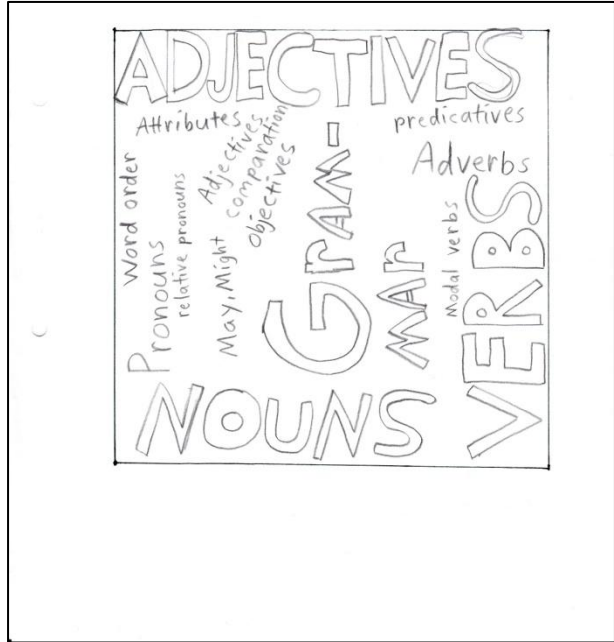 ADJECTIVES
Attributes
predicatives
Adverbs
Word order
Pronouns
relative pronouns
May, Might
Adjectives
comparation
Objectives
Gram-
mar
Modal verbs
VERBS
NOUNS